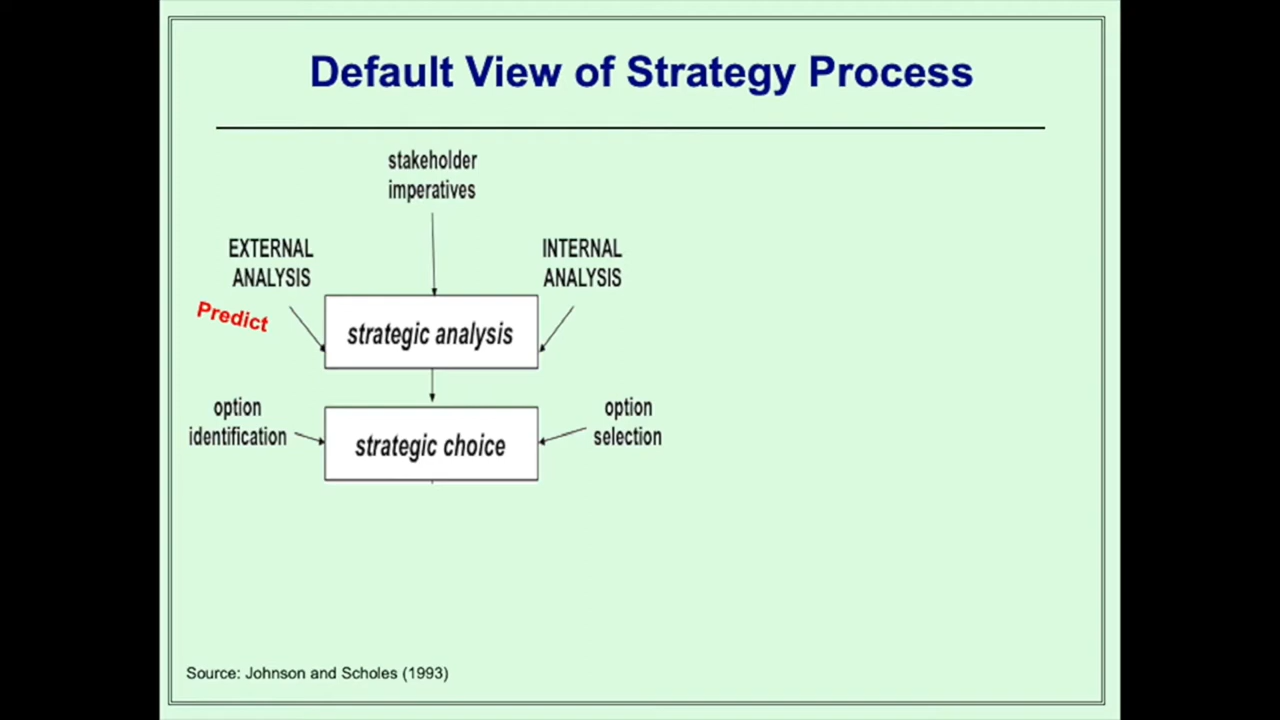 Default View of Strategy Process
stakeholder
imperatives
EXTERNAL
ANALYSIS
INTERNAL
ANALYSIS
Predict
strategic analysis
option
identification
strategic choice
option
selection
Source: Johnson and Scholes (1993)